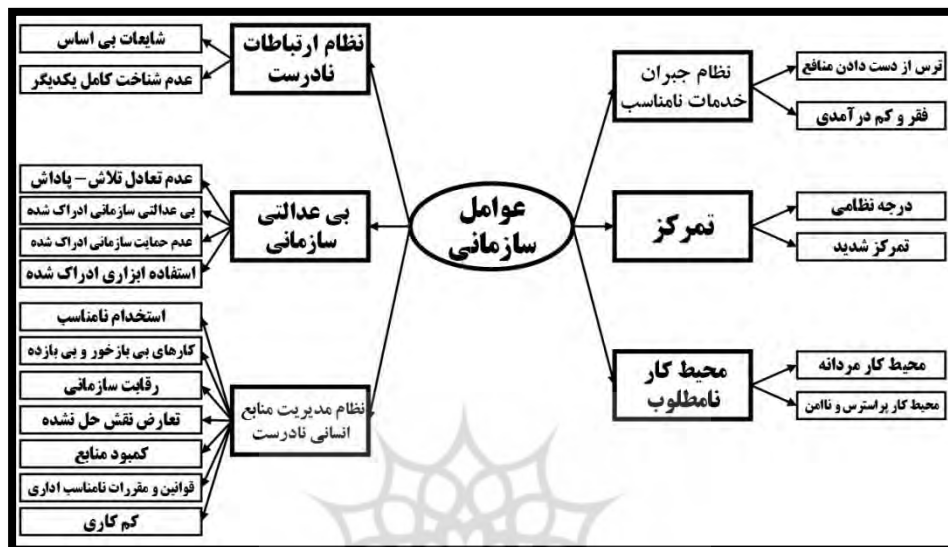 نظام جبران
خدمات نامناسب
ترس از دست دادن منافع
فقر و کم درآمدی
تمرکز
درجه نظامی
تمرکز شدید
محیط کار
نامطلوب
محیط کار مردانه
محیط کار پراسترس و ناامن
عوامل
سازمانی
نظام ارتباطات
نادرست
شایعات بی اساس
عدم شناخت کامل یکدیگر
بی عدالتی
سازمانی
عدم تعادل تلاش – پاداش
بی عدالتی سازمانی ادراک شده
عدم حمایت سازمانی ادراک شده
استفاده ابزاری ادراک شده
نظام مدیریت منابع
انسانی نادرست
استخدام نامناسب
کارهای بی بازخور و بی بازده
رقابت سازمانی
تعارض نقش حل نشده
کمبود منابع
قوانین و مقررات نامناسب اداری
کم کاری